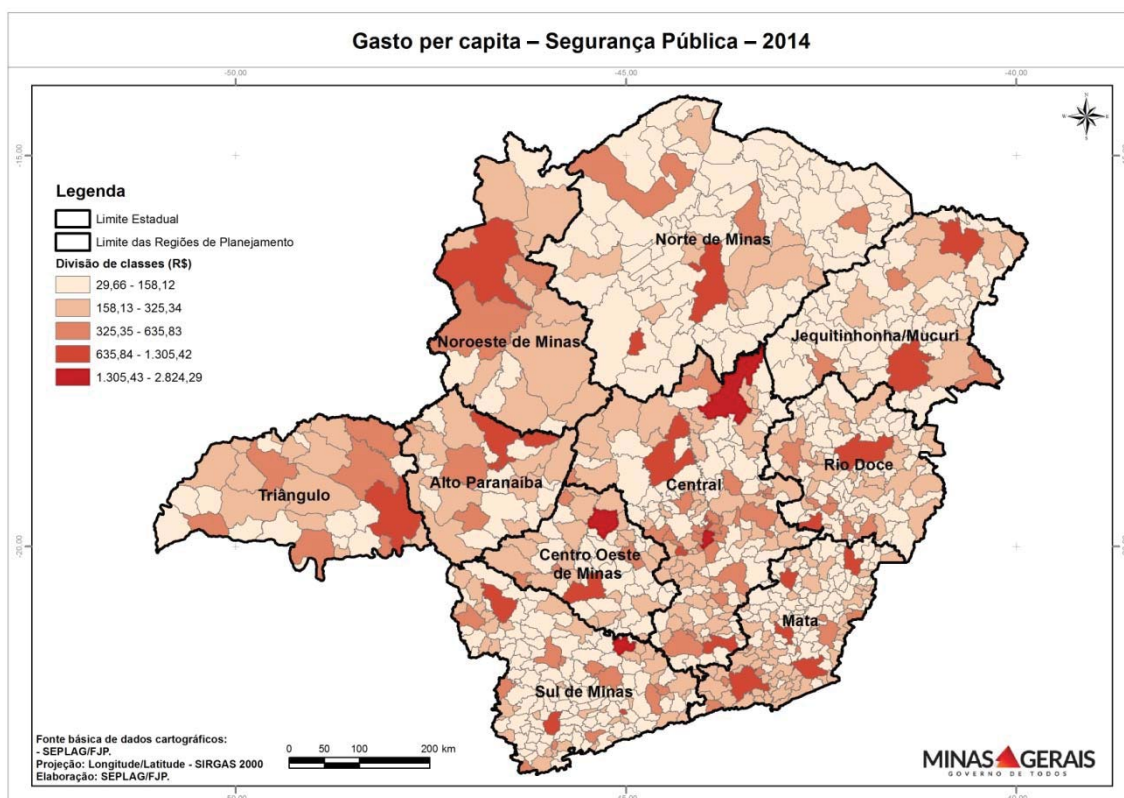 Gasto per capita – Segurança Pública – 2014
-50,00
-45,00
-40,00
-15,00
Legenda
Limite Estadual
Limite das Regiões de Planejamento
Divisão de classes (R$)
29,66 - 158,12
158,13 - 325,34
325,35 - 635,83
635,84 - 1.305,42
1.305,43 - 2.824,29
Norte de Minas
Noroeste de Minas
Jequitinhonha/Mucuri
Triângulo
Alto Paranaíba
Central
Rio Doce
-20,00
Centro Oeste
de Minas
Mata
Sul de Minas
Fonte básica de dados cartográficos:
- SEPLAG/FJP.
Projeção: Longitude/Latitude - SIRGAS 2000
Elaboração: SEPLAG/FJP.
0 50 100 200 km
MINAS GERAIS
GOVERNO DE TODOS